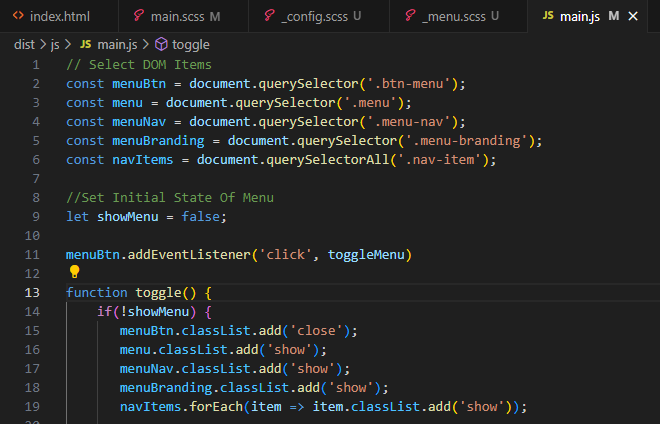 index.html main.scss M _config.scss U _menu.scss U JS main.js M
dist > js > JS main.js > toggle
1 // Select DOM Items
2 const menuBtn = document.querySelector('.btn-menu');
3 const menu = document.querySelector('.menu');
4 const menuNav = document.querySelector('.menu-nav');
5 const menuBranding = document.querySelector('.menu-branding');
6 const navItems = document.querySelectorAll('.nav-item');
7
8 //Set Initial State Of Menu
9 let showMenu = false;
10
11 menuBtn.addEventListener('click', toggleMenu)
12
13 function toggle() {
14 if(!showMenu) {
15 menuBtn.classList.add('close');
16 menu.classList.add('show');
17 menuNav.classList.add('show');
18 menuBranding.classList.add('show');
19 navItems.forEach(item => item.classList.add('show'));